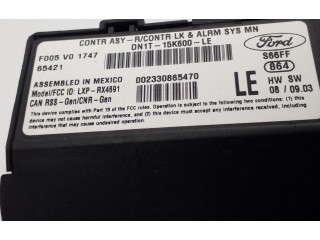 CONTR ASY-R/CONTR LK & ALRM SYS MN
DN1T-15K600-LE
F005 V0 1747
65421
Ford
S66FF
864
ASSEMBLED IN MEXICO
Model/FCC ID: LXP-RX4691
CAN RSS-Gen/CNR-Gen
002330865470
LE
HW SW
08 / 09.03
This device complies with Part 15 of the FCC Rules. Operation is subject to the following
two conditions: (1) this device may not cause
harmful interference, and (2) this device must accept any interference received,
including interference that may cause undesired operation.